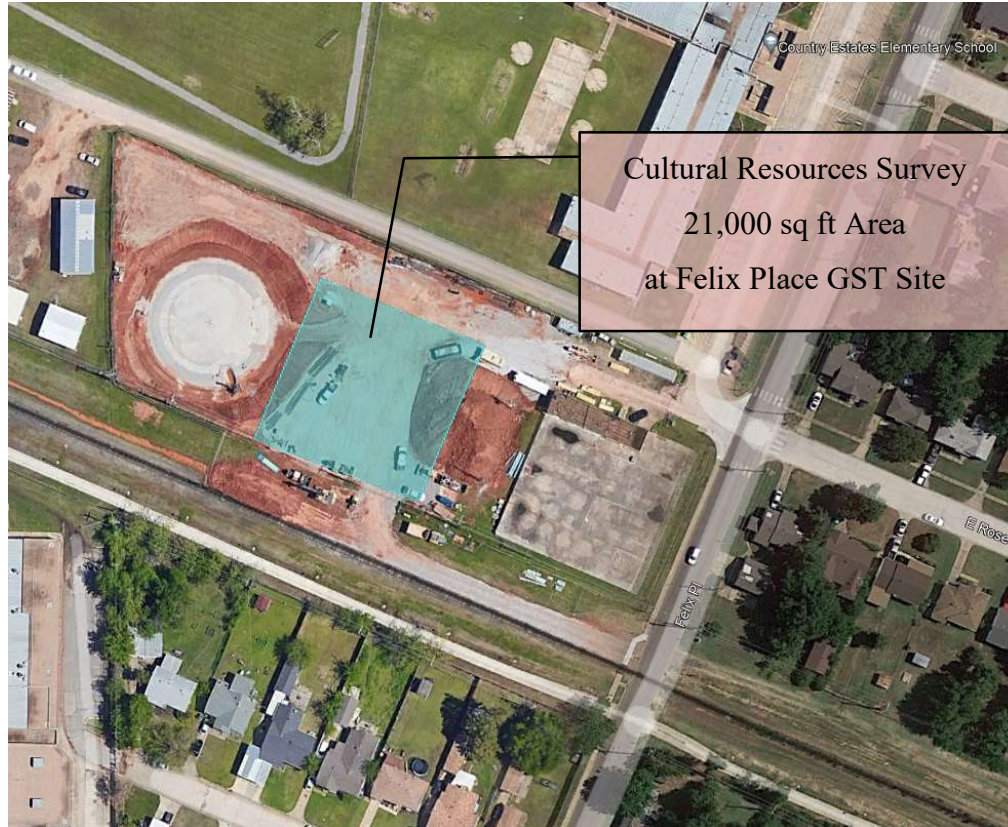 Country Estates Elementary School
Cultural Resources Survey
21,000 sq ft Area
at Felix Place GST Site
E Rose
Felix Pl